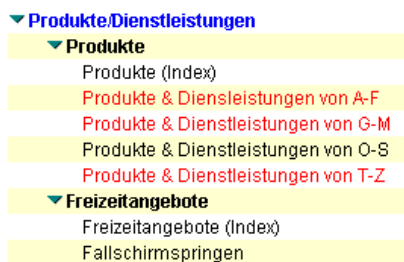 Produkte/Dienstleistungen
Produkte
Produkte (Index)
Produkte & Diensleistungen von A-F
Produkte & Dienstleistungen von G-M
Produkte & Dienstleistungen von O-S
Produkte & Dienstleistungen von T-Z
Freizeitangebote
Freizeitangebote (Index)
Fallschirmspringen